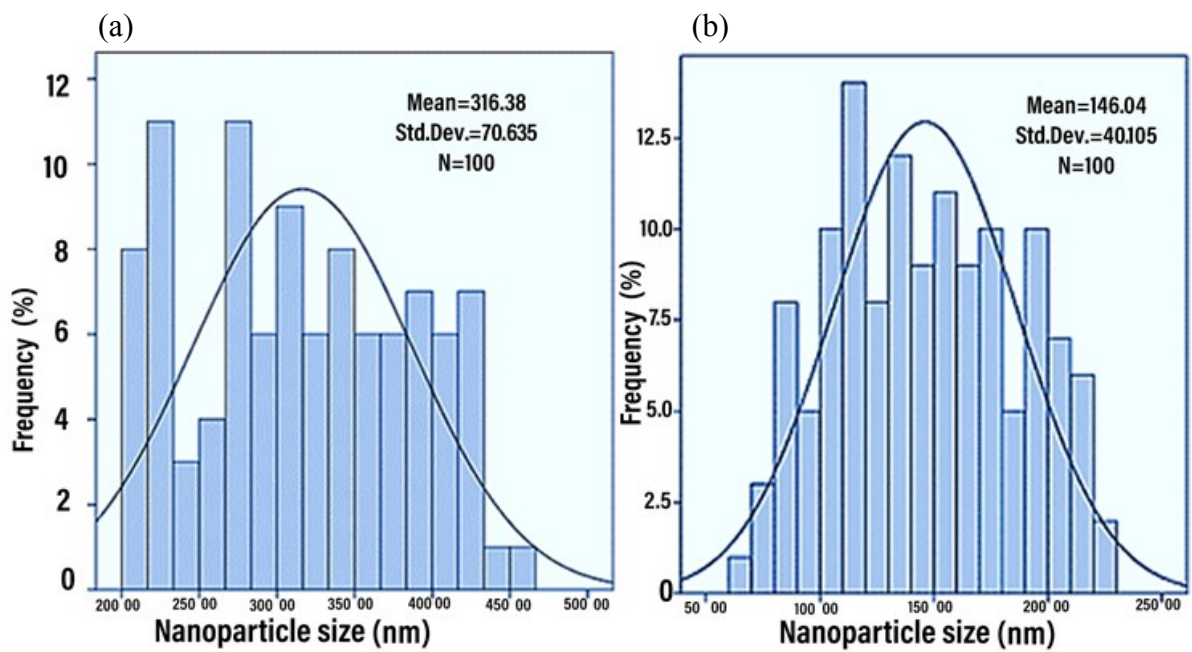 (a)
12
10
8
6
4
2
0
Frequency (%)
Mean=316.38
Std.Dev.=70.635
N=100
200 00 250 00 300 00 350 00 400 00 450 00 500 00
Nanoparticle size (nm)
(b)
12.5
10.0
7.5
5.0
2.5
0
Frequency (%)
Mean=146.04
Std.Dev.=40.105
N=100
50 00 100 00 150 00 200 00 250 00
Nanoparticle size (nm)